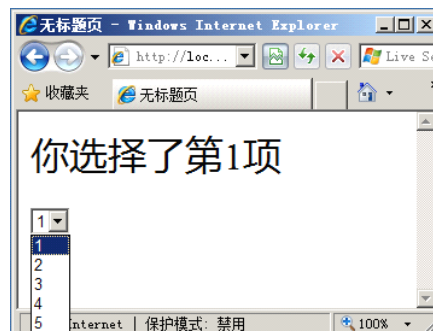 无标题页 - Windows Internet Explorer
http://loc...
Live Se
收藏夹
无标题页
你选择了第1项
1
1
2
3
4
5
nternet | 保护模式: 禁用
100%